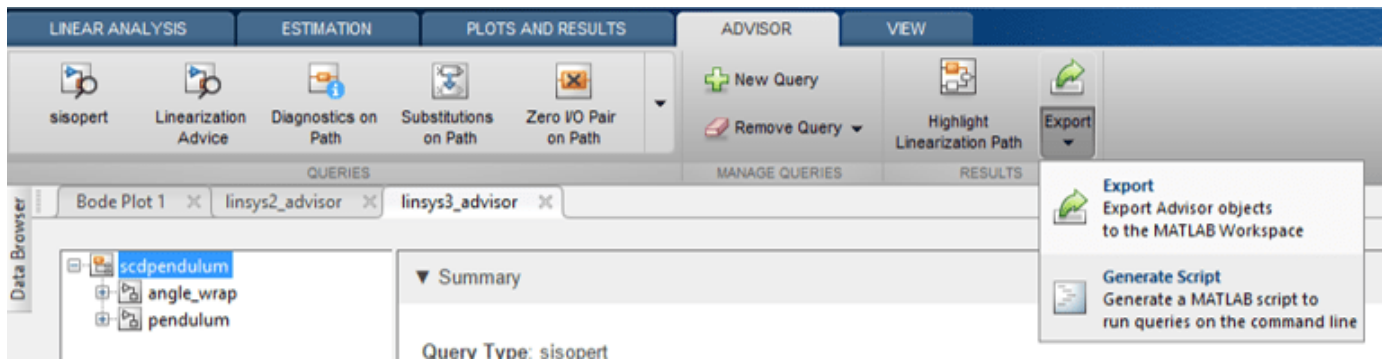 LINEAR ANALYSIS ESTIMATION PLOTS AND RESULTS ADVISOR VIEW
sisopert
Linearization
Advice
Diagnostics on
Path
Substitutions
on Path
Zero I/O Pair
on Path
New Query
Remove Query
Highlight
Linearization Path
Export
QUERIES MANAGE QUERIES RESULTS
Export
Export Advisor objects
to the MATLAB Workspace
Generate Script
Generate a MATLAB script to
run queries on the command line
Data Browser
Bode Plot 1 linsys2_advisor linsys3_advisor
scdpendulum
angle_wrap
pendulum
Summary
Query Type: sisopert